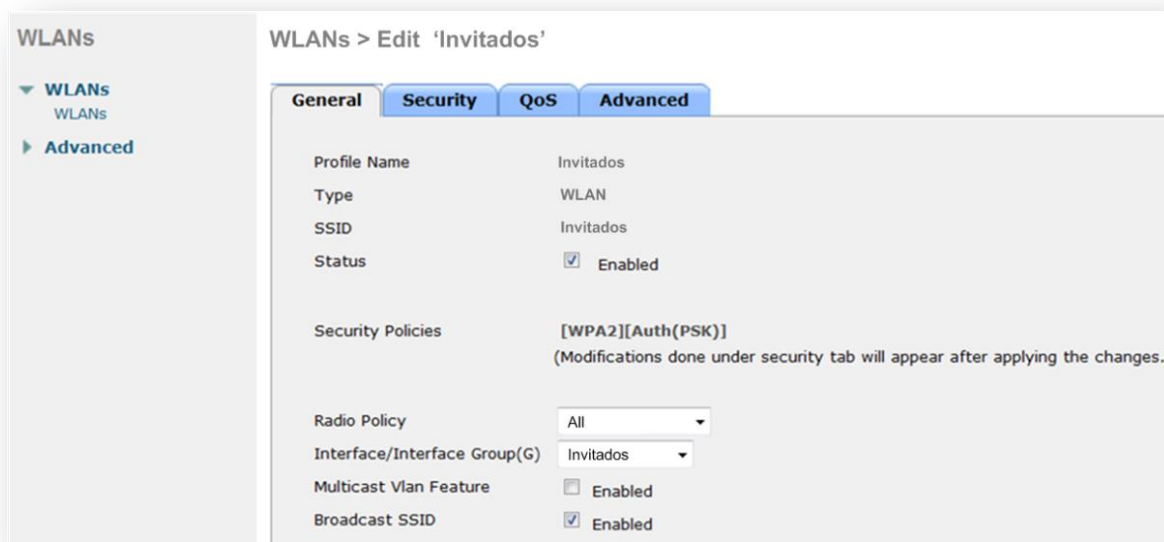 WLANs
WLANs > Edit 'Invitados'
WLANs
WLANs
Advanced
General Security QoS Advanced
Profile Name Invitados
Type WLAN
SSID Invitados
Status Enabled
Security Policies [WPA2][Auth(PSK)]
(Modifications done under security tab will appear after applying the changes.
Radio Policy All
Interface/Interface Group(G) Invitados
Multicast Vlan Feature Enabled
Broadcast SSID Enabled